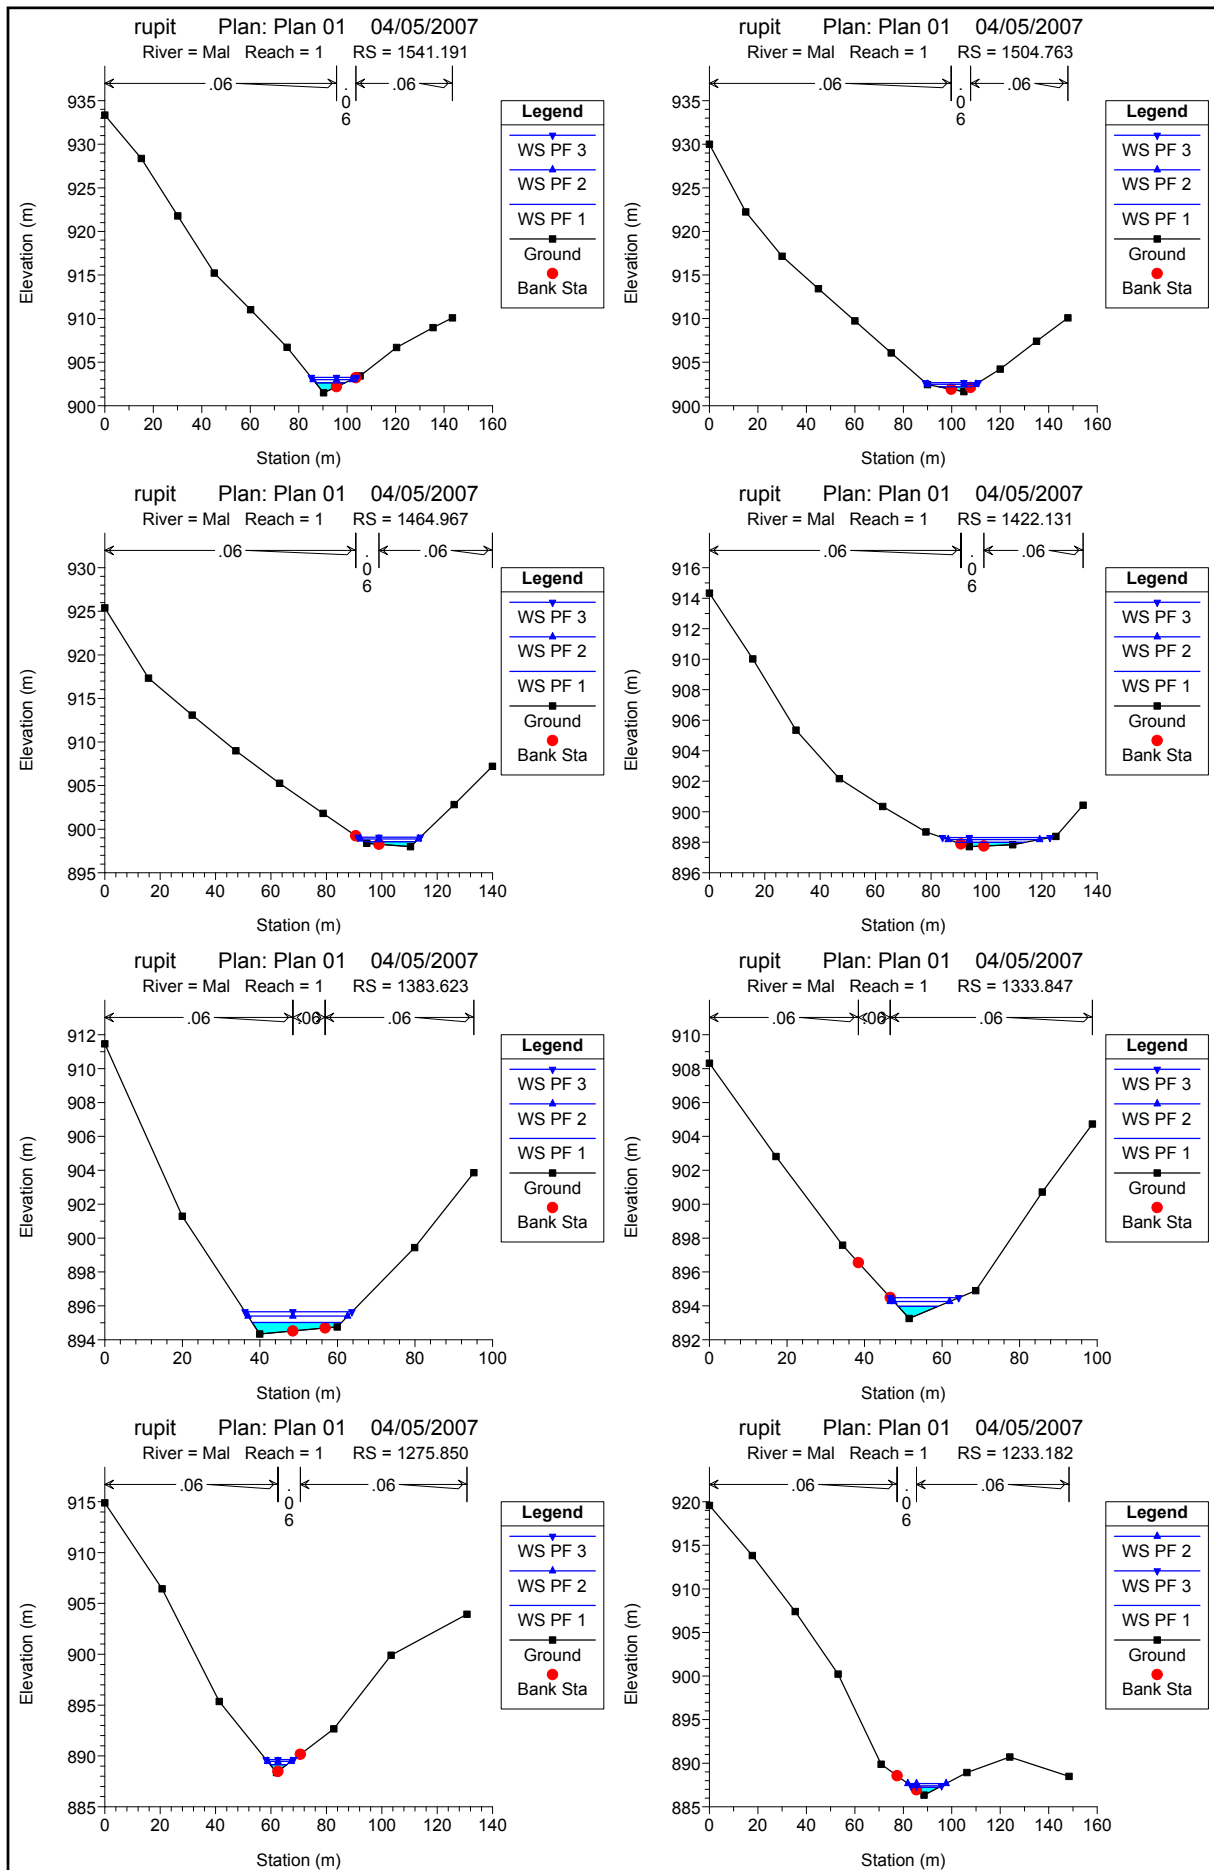 rupit Plan: Plan 01 04/05/2007
River = Mal Reach = 1 RS = 1541.191
.06 .06 .06
935
930
925
920
915
910
905
900
0 20 40 60 80 100 120 140 160
Station (m)
Elevation (m)
Legend
WS PF 3
WS PF 2
WS PF 1
Ground
Bank Sta
rupit Plan: Plan 01 04/05/2007
River = Mal Reach = 1 RS = 1504.763
.06 .06 .06
935
930
925
920
915
910
905
900
0 20 40 60 80 100 120 140 160
Station (m)
Elevation (m)
Legend
WS PF 3
WS PF 2
WS PF 1
Ground
Bank Sta
rupit Plan: Plan 01 04/05/2007
River = Mal Reach = 1 RS = 1464.967
.06 .06 .06
930
925
920
915
910
905
900
895
0 20 40 60 80 100 120 140
Station (m)
Elevation (m)
Legend
WS PF 3
WS PF 2
WS PF 1
Ground
Bank Sta
rupit Plan: Plan 01 04/05/2007
River = Mal Reach = 1 RS = 1422.131
.06 .06 .06
916
914
912
910
908
906
904
902
900
898
896
0 20 40 60 80 100 120 140
Station (m)
Elevation (m)
Legend
WS PF 3
WS PF 2
WS PF 1
Ground
Bank Sta
rupit Plan: Plan 01 04/05/2007
River = Mal Reach = 1 RS = 1383.623
.06 .06 .06
912
910
908
906
904
902
900
898
896
894
0 20 40 60 80 100
Station (m)
Elevation (m)
Legend
WS PF 3
WS PF 2
WS PF 1
Ground
Bank Sta
rupit Plan: Plan 01 04/05/2007
River = Mal Reach = 1 RS = 1333.847
.06 .06 .06
910
908
906
904
902
900
898
896
894
892
0 20 40 60 80 100
Station (m)
Elevation (m)
Legend
WS PF 3
WS PF 2
WS PF 1
Ground
Bank Sta
rupit Plan: Plan 01 04/05/2007
River = Mal Reach = 1 RS = 1275.850
.06 .06 .06
915
910
905
900
895
890
885
0 20 40 60 80 100 120 140
Station (m)
Elevation (m)
Legend
WS PF 3
WS PF 2
WS PF 1
Ground
Bank Sta
rupit Plan: Plan 01 04/05/2007
River = Mal Reach = 1 RS = 1233.182
.06 .06 .06
920
915
910
905
900
895
890
885
0 20 40 60 80 100 120 140 160
Station (m)
Elevation (m)
Legend
WS PF 2
WS PF 3
WS PF 1
Ground
Bank Sta